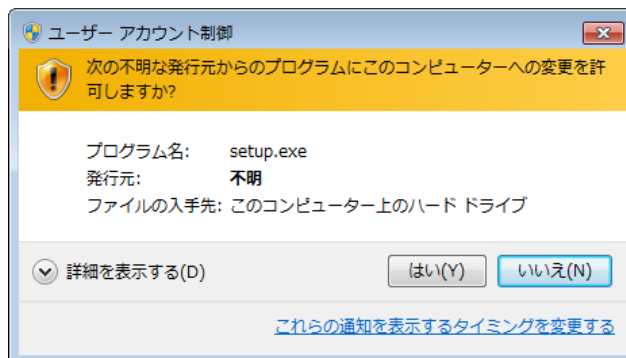 ユーザー アカウント制御
次の不明な発行元からのプログラムにこのコンピューターへの変更を許
可しますか?
プログラム名: setup.exe
発行元: 不明
ファイルの入手先: このコンピューター上のハード ドライブ
詳細を表示する(D) はい(Y) いいえ(N)
これらの通知を表示するタイミングを変更する